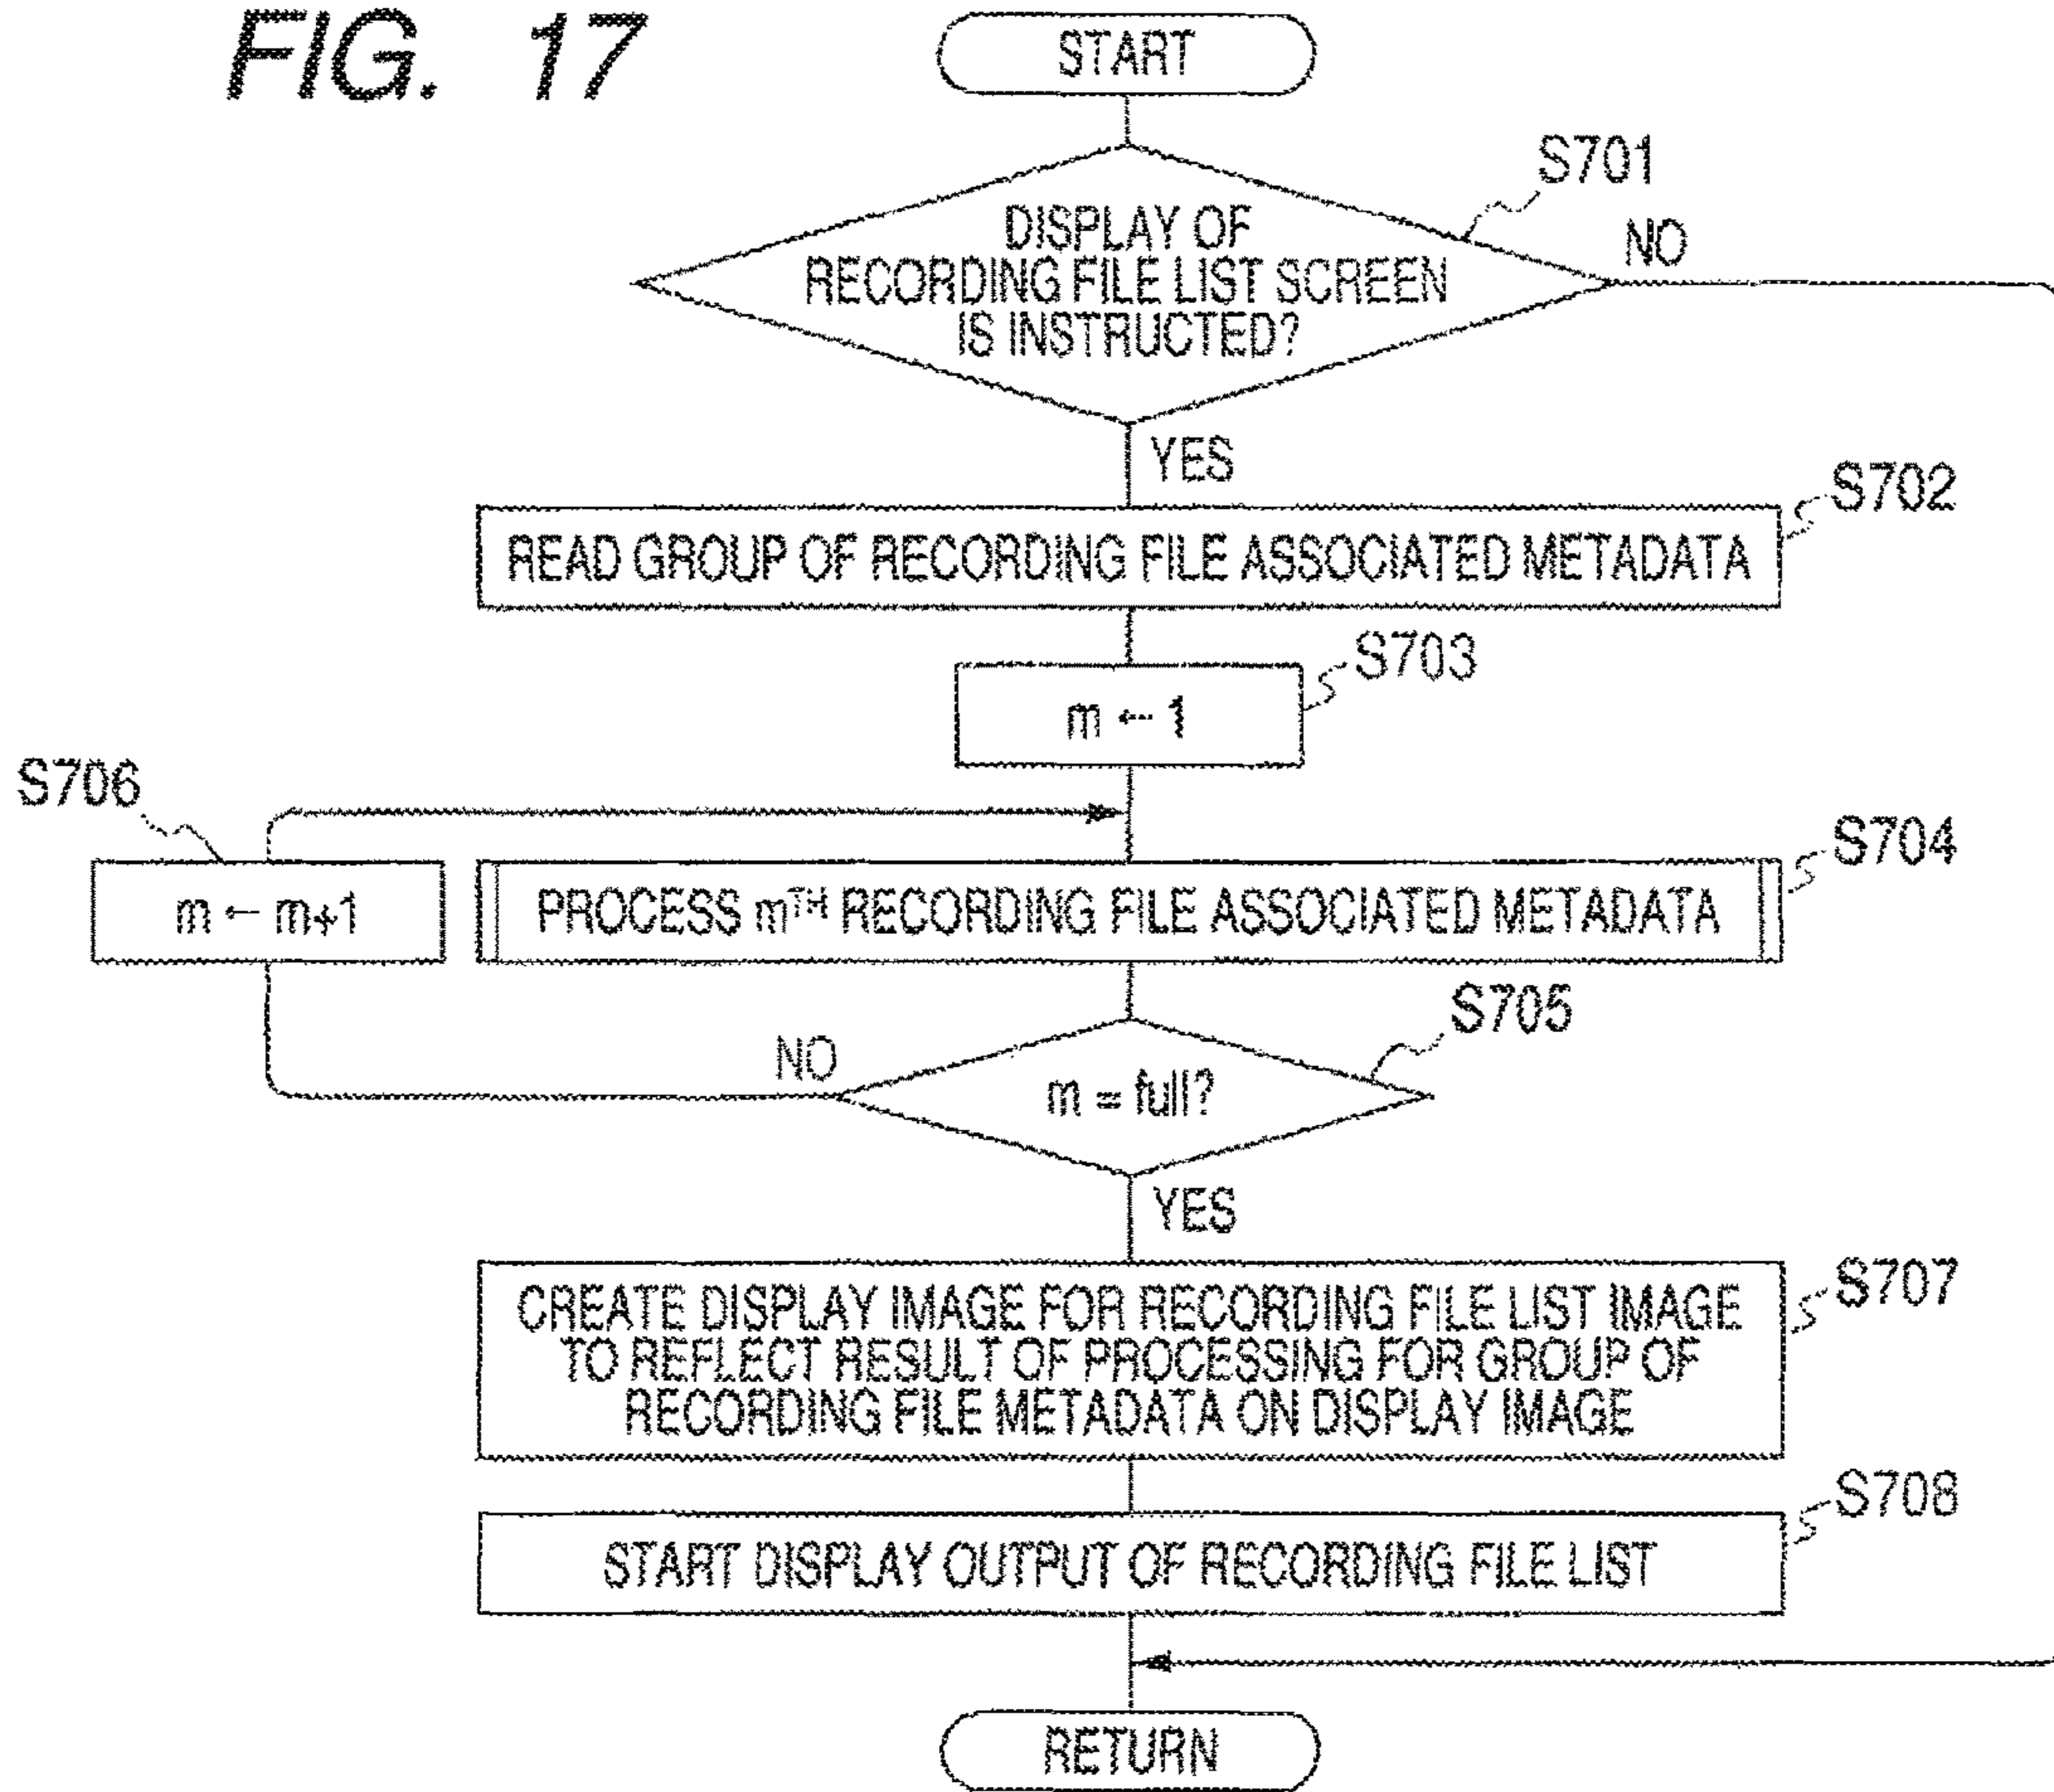 FIG. 17
START
S701
DISPLAY OF
RECORDING FILE LIST SCREEN
IS INSTRUCTED?
NO
YES
S702
READ GROUP OF RECORDING FILE ASSOCIATED METADATA
S703
m ← 1
S706
m ← m+1
S704
PROCESS mTH RECORDING FILE ASSOCIATED METADATA
S705
NO
m = full?
YES
S707
CREATE DISPLAY IMAGE FOR RECORDING FILE LIST IMAGE
TO REFLECT RESULT OF PROCESSING FOR GROUP OF
RECORDING FILE METADATA ON DISPLAY IMAGE
S708
START DISPLAY OUTPUT OF RECORDING FILE LIST
RETURN